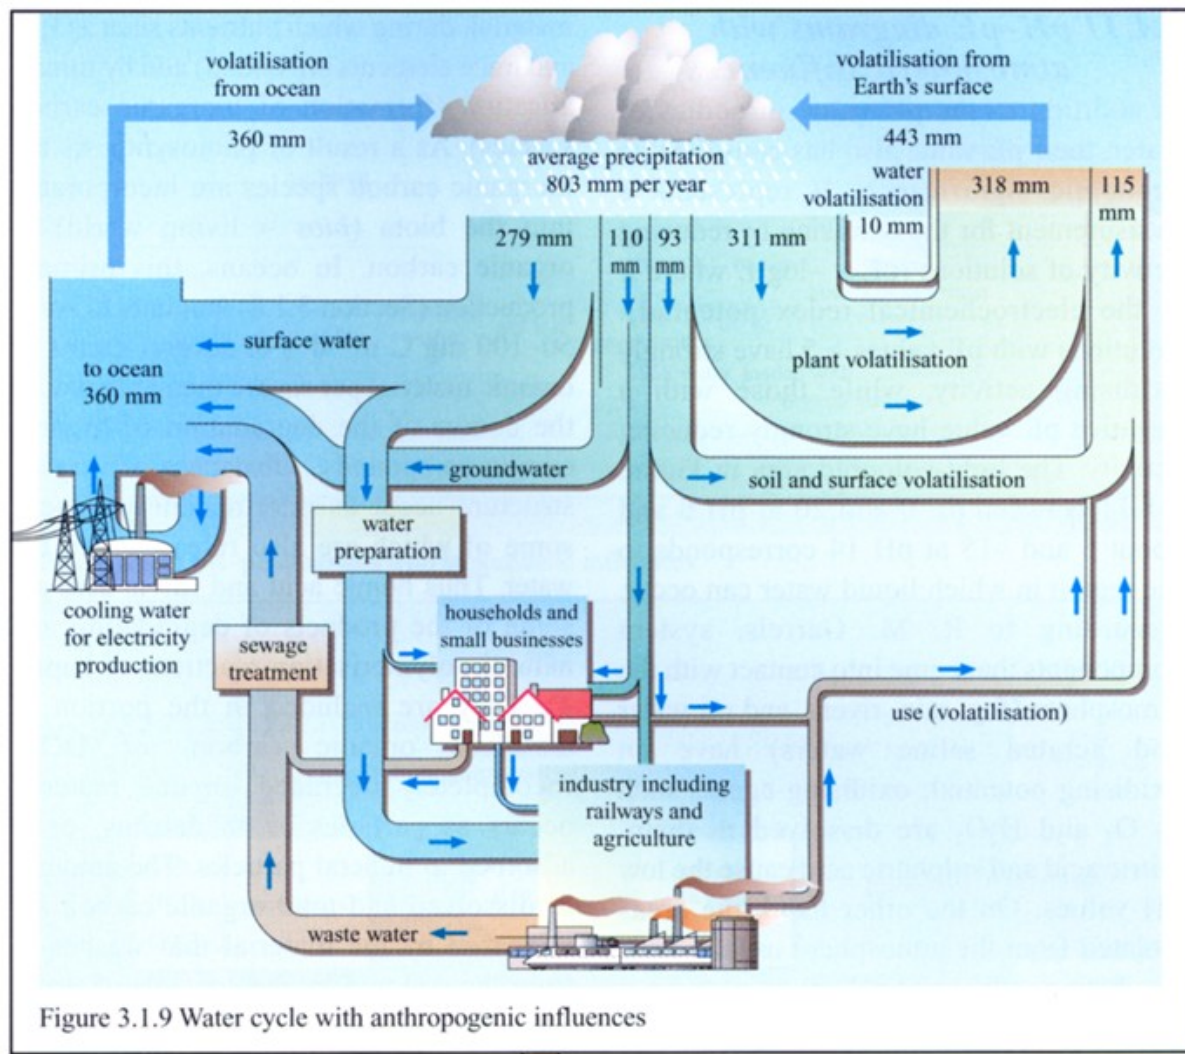 volatilisation
from ocean
360 mm
volatilisation from
Earth's surface
443 mm
average precipitation
803 mm per year
water
volatilisation
10 mm
318 mm
115
mm
279 mm
110
mm
93
mm
311 mm
surface water
to ocean
360 mm
plant volatilisation
groundwater
soil and surface volatilisation
water
preparation
cooling water
for electricity
production
households and
small businesses
sewage
treatment
use (volatilisation)
industry including
railways and
agriculture
waste water
Figure 3.1.9 Water cycle with anthropogenic influences